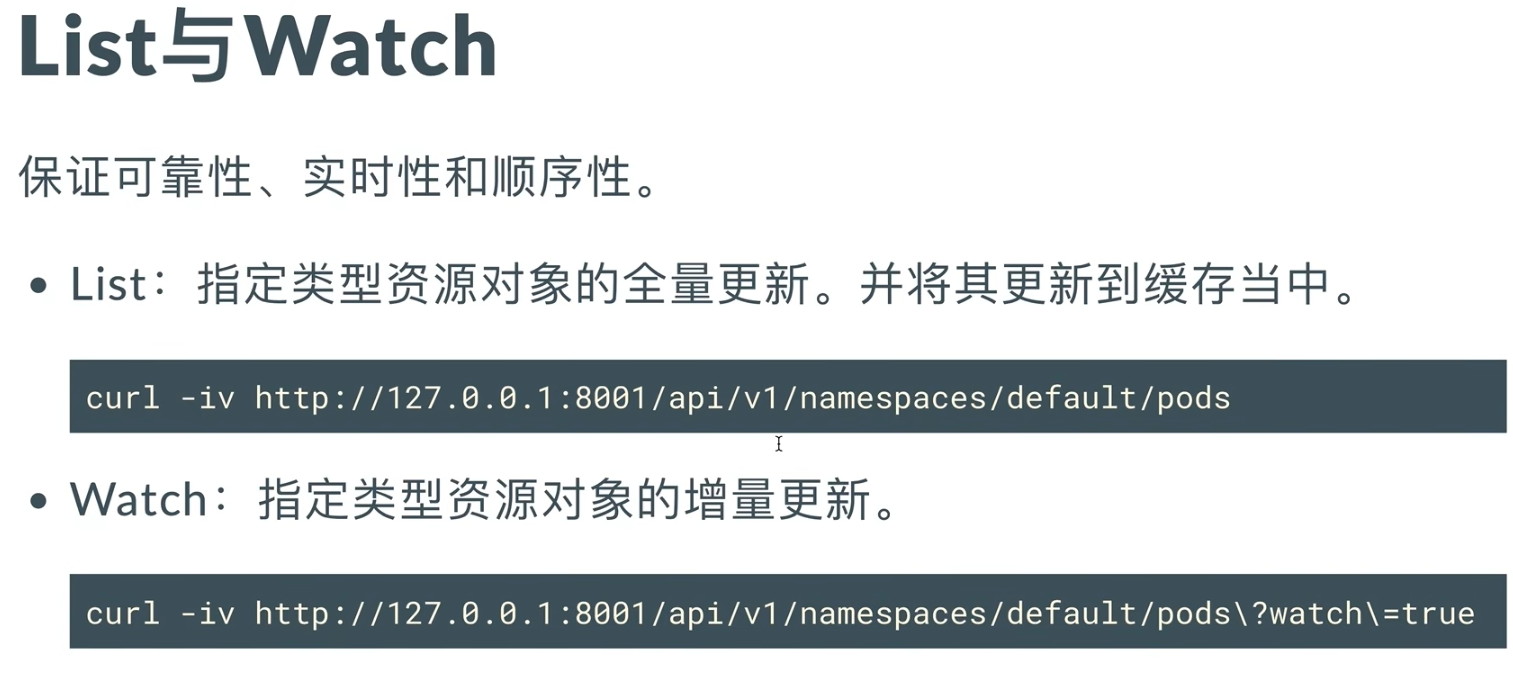 List与Watch
保证可靠性、实时性和顺序性。
• List：指定类型资源对象的全量更新。并将其更新到缓存当中。
curl -iv http://127.0.0.1:8001/api/v1/namespaces/default/pods
• Watch：指定类型资源对象的增量更新。
curl -iv http://127.0.0.1:8001/api/v1/namespaces/default/pods\?watch\=true